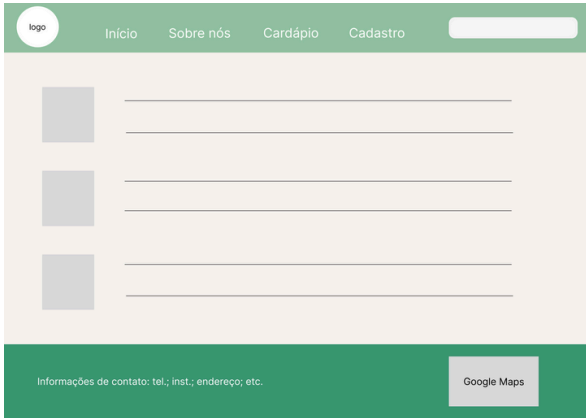 logo
Início
Sobre nós
Cardápio
Cadastro
Informações de contato: tel.; inst.; endereço; etc.
Google Maps